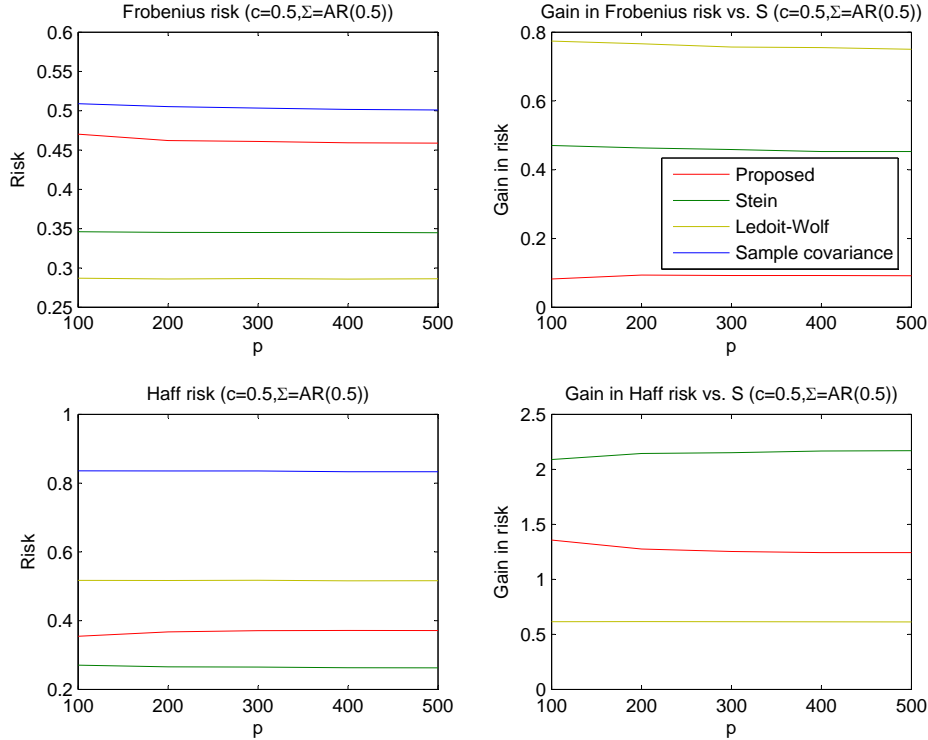 Frobenius risk (c=0.5,Σ=AR(0.5))
0.6
0.55
0.5
0.45
0.4
0.35
0.3
0.25
Risk
100 200 300 400 500
p
Gain in Frobenius risk vs. S (c=0.5,Σ=AR(0.5))
0.8
0.6
0.4
0.2
0
Gain in risk
Proposed
Stein
Ledoit-Wolf
Sample covariance
100 200 300 400 500
p
Haff risk (c=0.5,Σ=AR(0.5))
1
0.8
0.6
0.4
0.2
Risk
100 200 300 400 500
p
Gain in Haff risk vs. S (c=0.5,Σ=AR(0.5))
2.5
2
1.5
1
0.5
0
Gain in risk
100 200 300 400 500
p